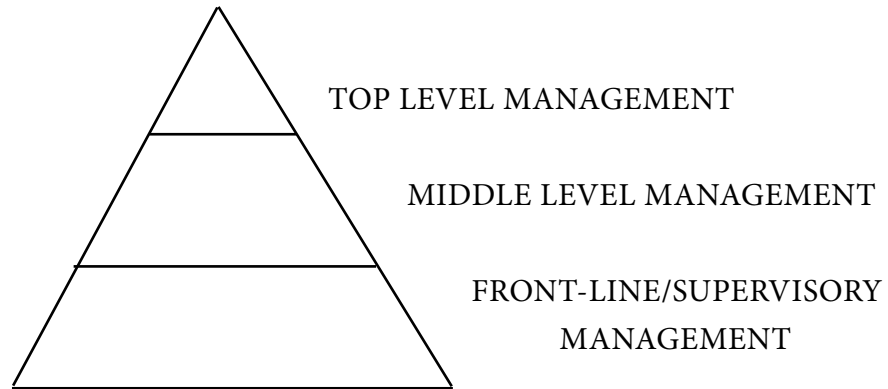 TOP LEVEL MANAGEMENT
MIDDLE LEVEL MANAGEMENT
FRONT-LINE/SUPERVISORY
MANAGEMENT